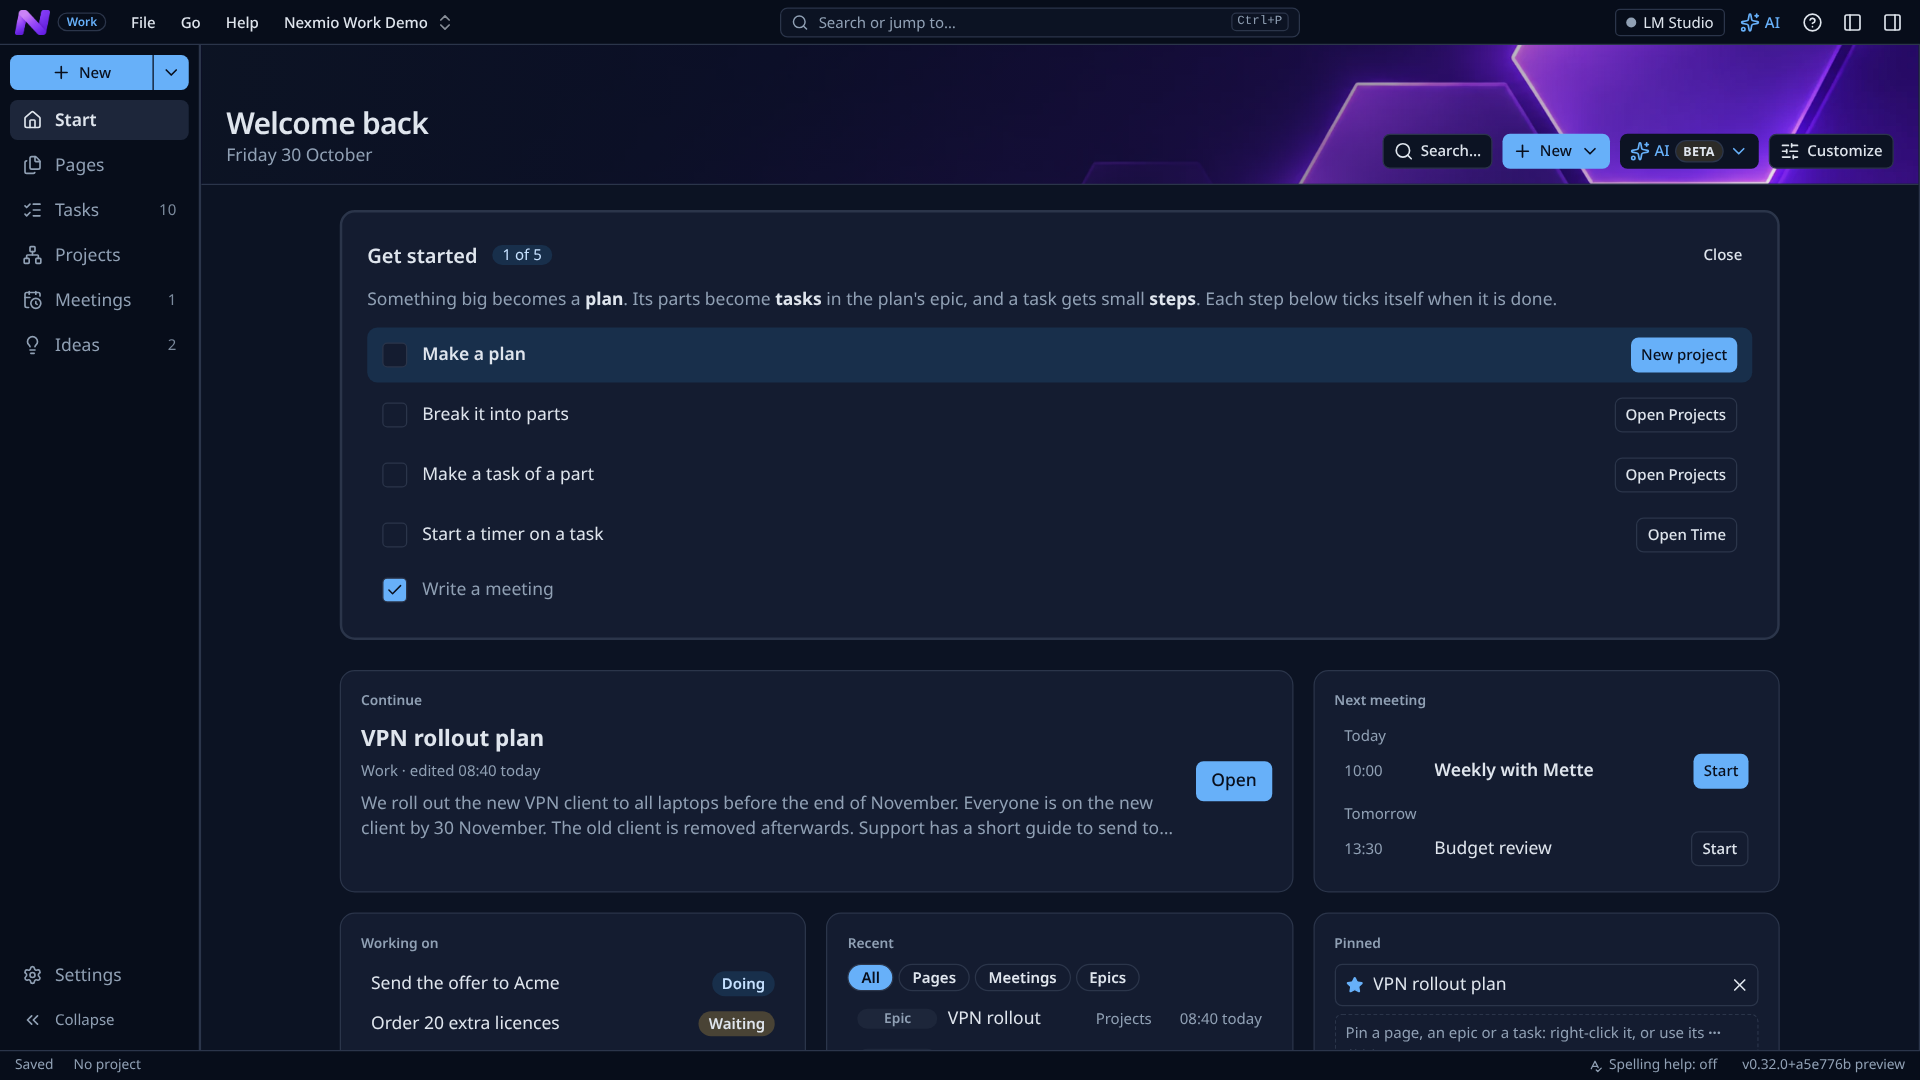 Work
File
Go
Help
Nexmio Work Demo
Search or jump to...
Ctrl+P
LM Studio
AI
New
Start
Pages
Tasks 10
Projects
Meetings 1
Ideas 2
Settings
Collapse
Welcome back
Friday 30 October
Search...
New
AI BETA
Customize
Get started 1 of 5
Close
Something big becomes a plan. Its parts become tasks in the plan's epic, and a task gets small steps. Each step below ticks itself when it is done.
Make a plan
New project
Break it into parts
Open Projects
Make a task of a part
Open Projects
Start a timer on a task
Open Time
Write a meeting
Continue
VPN rollout plan
Work · edited 08:40 today
We roll out the new VPN client to all laptops before the end of November. Everyone is on the new
client by 30 November. The old client is removed afterwards. Support has a short guide to send to...
Open
Next meeting
Today
10:00 Weekly with Mette Start
Tomorrow
13:30 Budget review Start
Working on
Send the offer to Acme Doing
Order 20 extra licences Waiting
Recent
All Pages Meetings Epics
Epic VPN rollout Projects 08:40 today
Pinned
VPN rollout plan
Pin a page, an epic or a task: right-click it, or use its ···
Saved
No project
Spelling help: off
v0.32.0+a5e776b preview